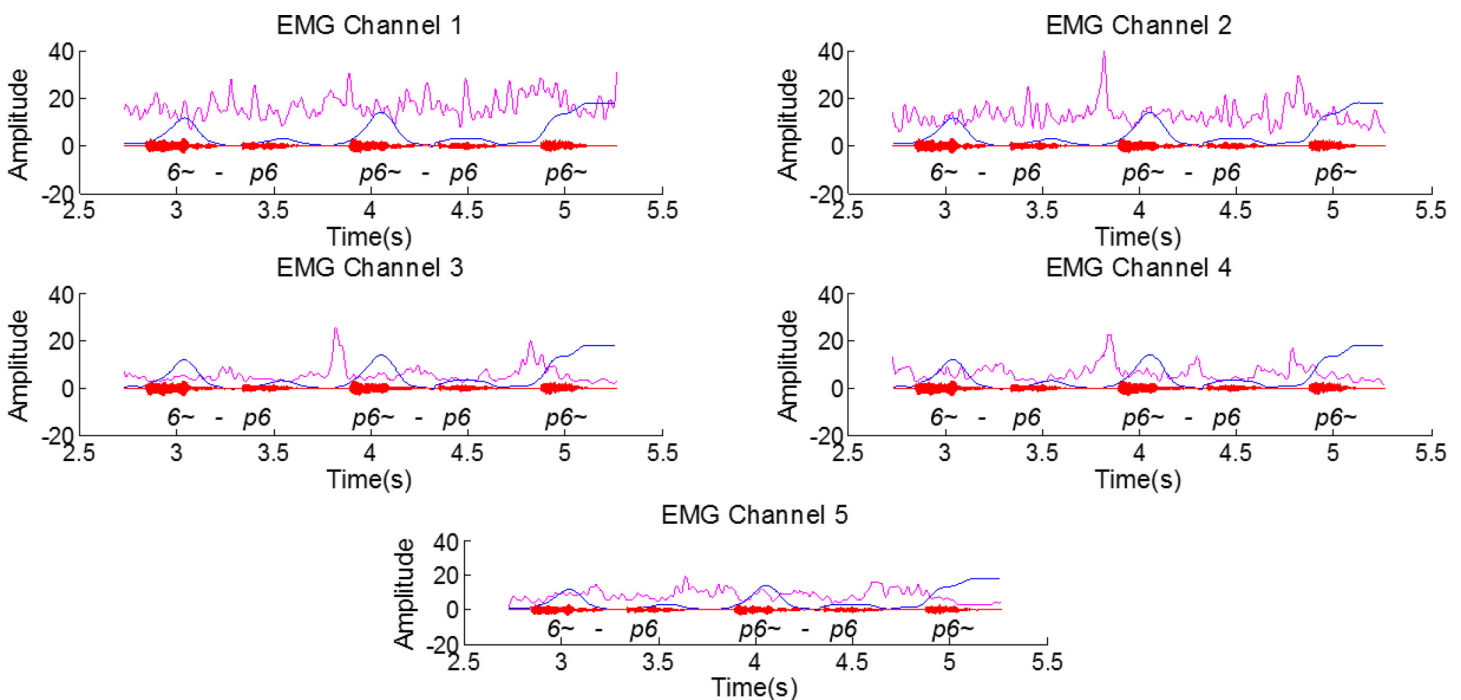 EMG Channel 1
Amplitude
40
20
0
-20
6~ - p6 p6~ - p6 p6~
2.5 3 3.5 4 4.5 5 5.5
Time(s)
EMG Channel 2
Amplitude
40
20
0
-20
6~ - p6 p6~ - p6 p6~
2.5 3 3.5 4 4.5 5 5.5
Time(s)
EMG Channel 3
Amplitude
40
20
0
-20
6~ - p6 p6~ - p6 p6~
2.5 3 3.5 4 4.5 5 5.5
Time(s)
EMG Channel 4
Amplitude
40
20
0
-20
6~ - p6 p6~ - p6 p6~
2.5 3 3.5 4 4.5 5 5.5
Time(s)
EMG Channel 5
Amplitude
40
20
0
-20
6~ - p6 p6~ - p6 p6~
2.5 3 3.5 4 4.5 5 5.5
Time(s)